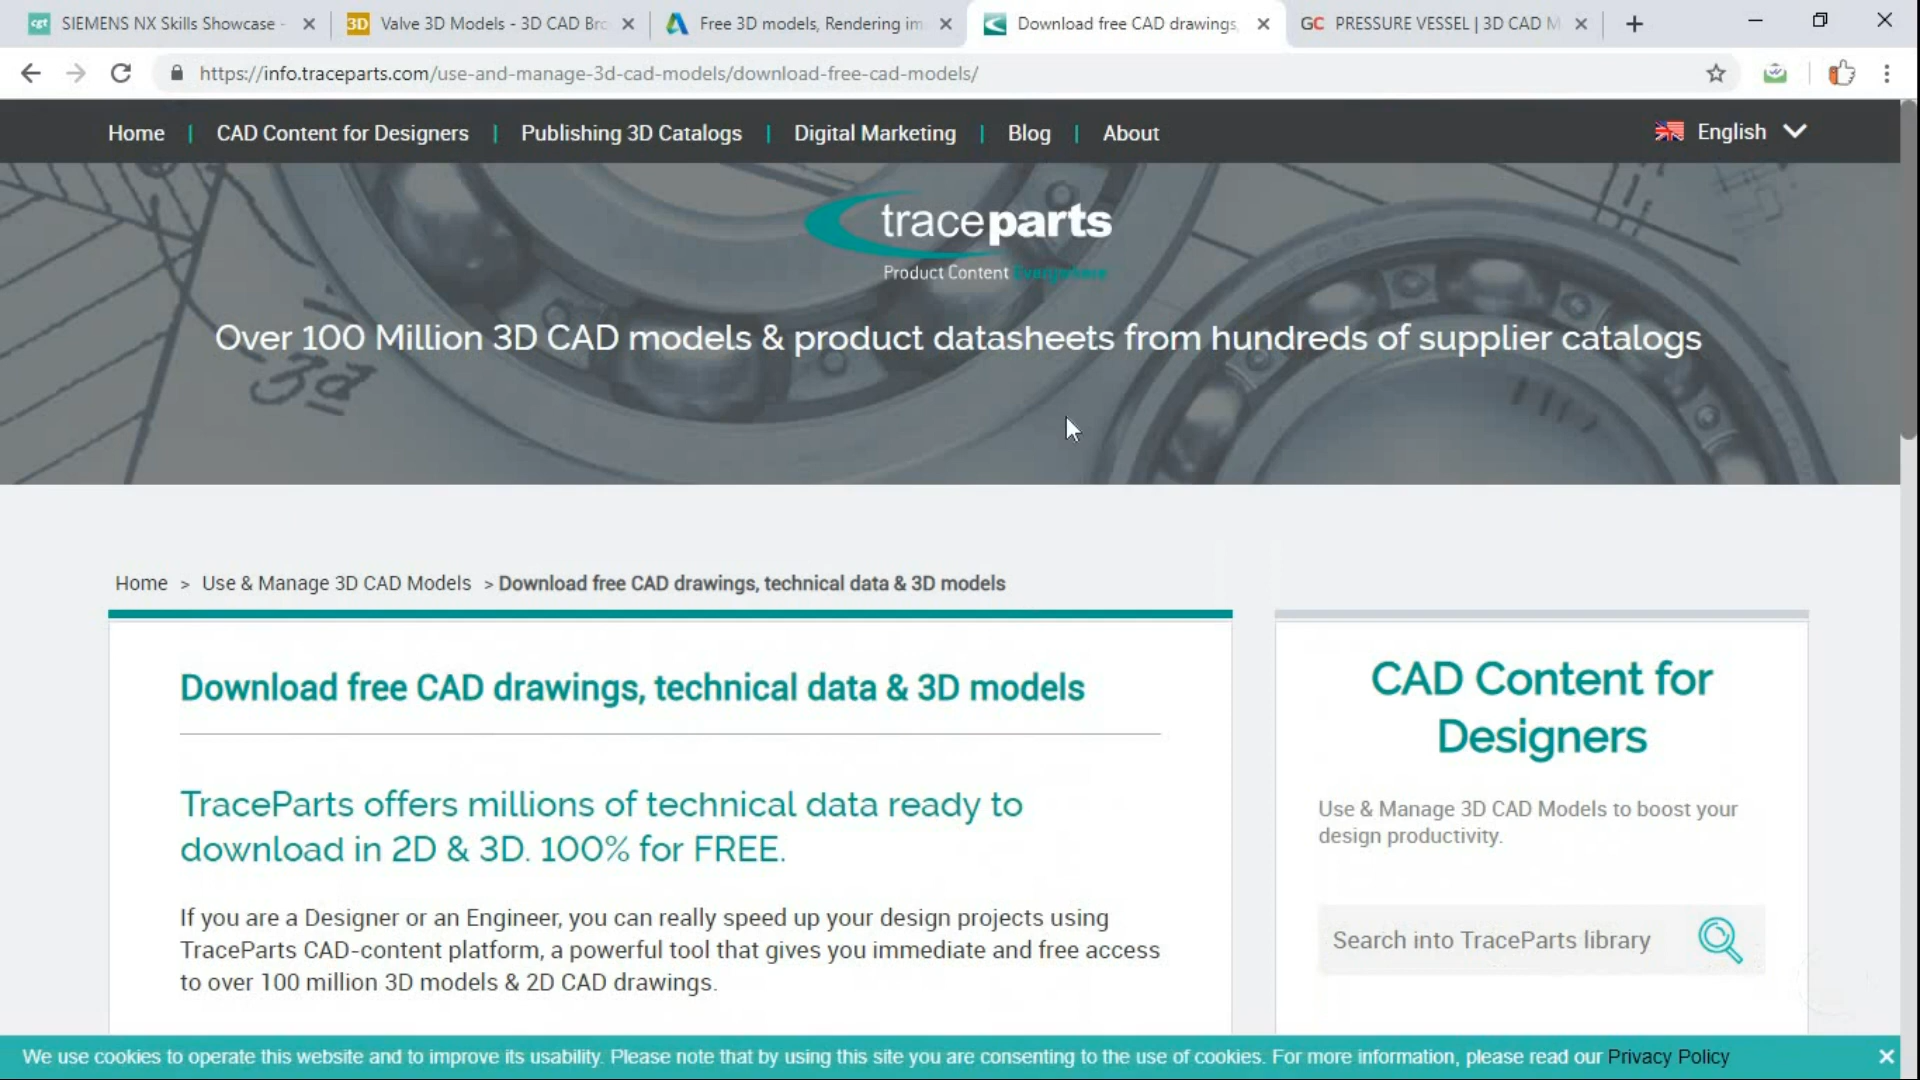 cgt SIEMENS NX Skills Showcase -
3D Valve 3D Models - 3D CAD Bro
Free 3D models, Rendering im
Download free CAD drawings,
GC PRESSURE VESSEL | 3D CAD M
https://info.traceparts.com/use-and-manage-3d-cad-models/download-free-cad-models/
Home | CAD Content for Designers | Publishing 3D Catalogs | Digital Marketing | Blog | About
English
traceparts
Product Content Everywhere
Over 100 Million 3D CAD models & product datasheets from hundreds of supplier catalogs
Home > Use & Manage 3D CAD Models > Download free CAD drawings, technical data & 3D models
Download free CAD drawings, technical data & 3D models
TraceParts offers millions of technical data ready to
download in 2D & 3D. 100% for FREE.
If you are a Designer or an Engineer, you can really speed up your design projects using
TraceParts CAD-content platform, a powerful tool that gives you immediate and free access
to over 100 million 3D models & 2D CAD drawings.
CAD Content for
Designers
Use & Manage 3D CAD Models to boost your
design productivity.
Search into TraceParts library
We use cookies to operate this website and to improve its usability. Please note that by using this site you are consenting to the use of cookies. For more information, please read our Privacy Policy